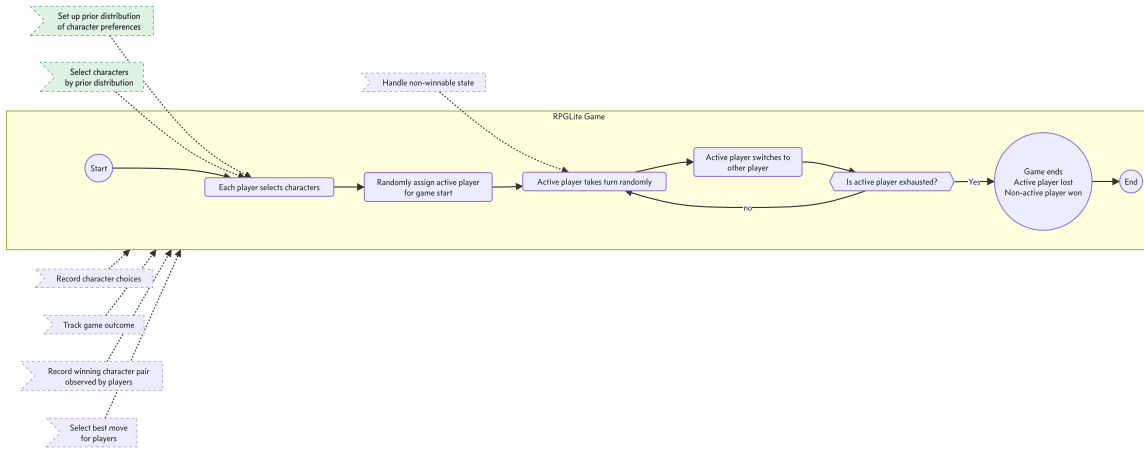 Set up prior distribution
of character preferences
Select characters
by prior distribution
Handle non-winnable state
RPGLite Game
Start
Each player selects characters
Randomly assign active player
for game start
Active player takes turn randomly
Active player switches to
other player
Is active player exhausted?
no
Yes
Game ends
Active player lost
Non-active player won
End
Record character choices
Track game outcome
Record winning character pair
observed by players
Select best move
for players